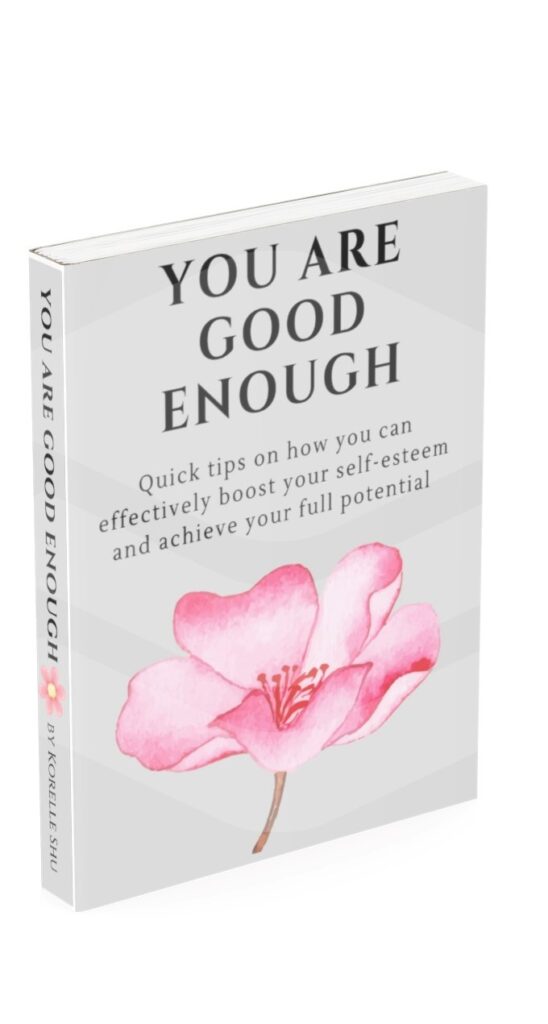 YOU ARE
GOOD
ENOUGH
Quick tips on how you can
effectively boost your self-esteem
and achieve your full potential
YOU ARE GOOD ENOUGH
BY KORELLE SHU